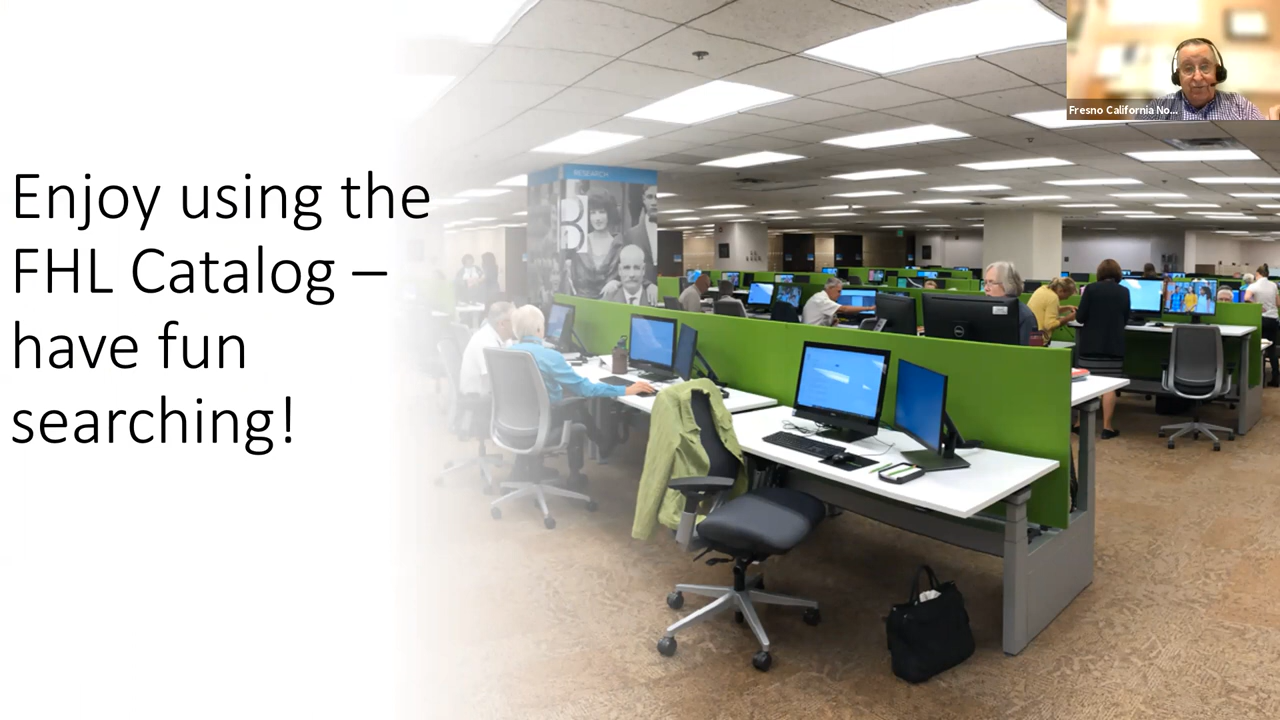 Enjoy using the
FHL Catalog –
have fun
searching!
Fresno California No...
RESEARCH